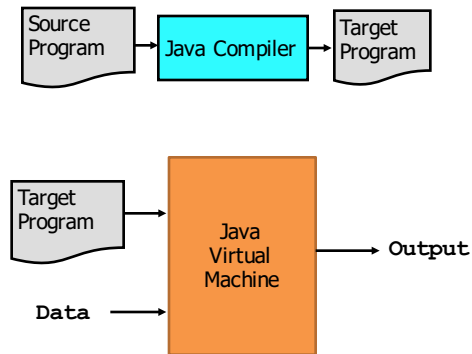 Source
Program
Java Compiler
Target
Program
Target
Program
Java
Virtual
Machine
Output
Data